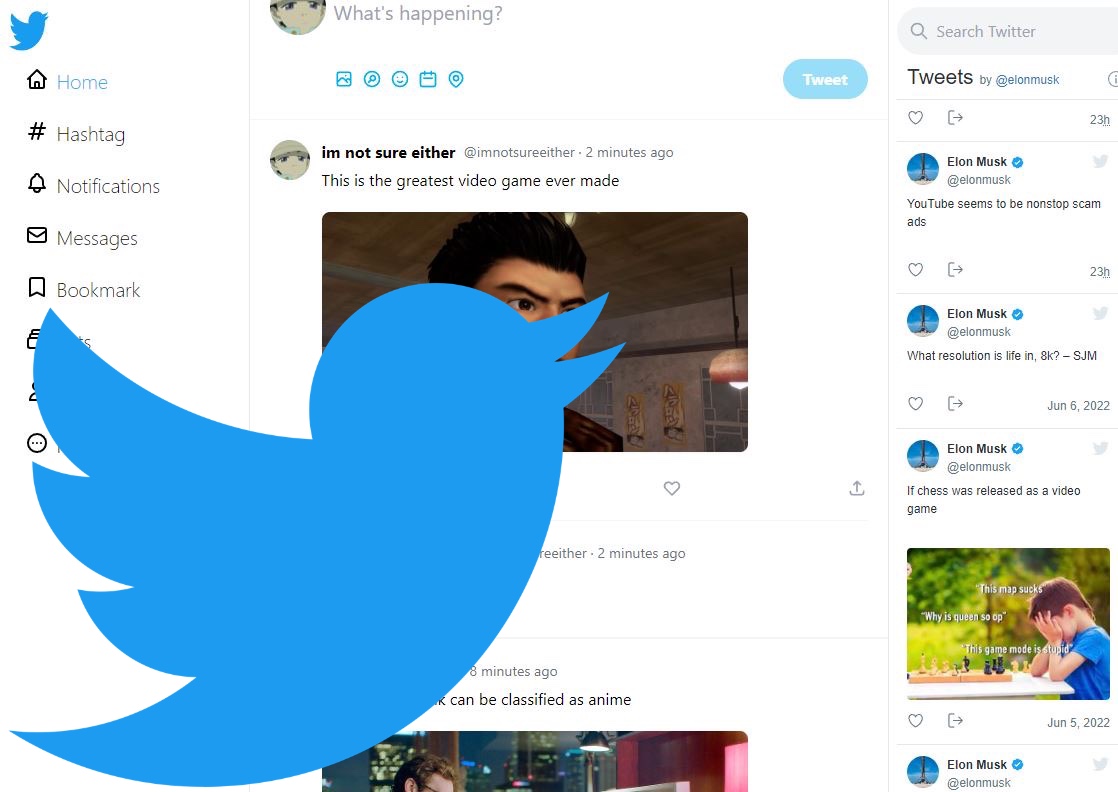 Home
Hashtag
Notifications
Messages
Bookmark
What's happening?
Tweet
im not sure either @imnotsureeither · 2 minutes ago
This is the greatest video game ever made
reeither · 2 minutes ago
8 minutes ago
can be classified as anime
Search Twitter
Tweets by @elonmusk
23h
Elon Musk
@elonmusk
YouTube seems to be nonstop scam
ads
23h
Elon Musk
@elonmusk
What resolution is life in, 8k? – SJM
Jun 6, 2022
Elon Musk
@elonmusk
If chess was released as a video
game
"This map sucks"
"Why is queen so op"
"This game mode is stupid"
Jun 5, 2022
Elon Musk
@elonmusk